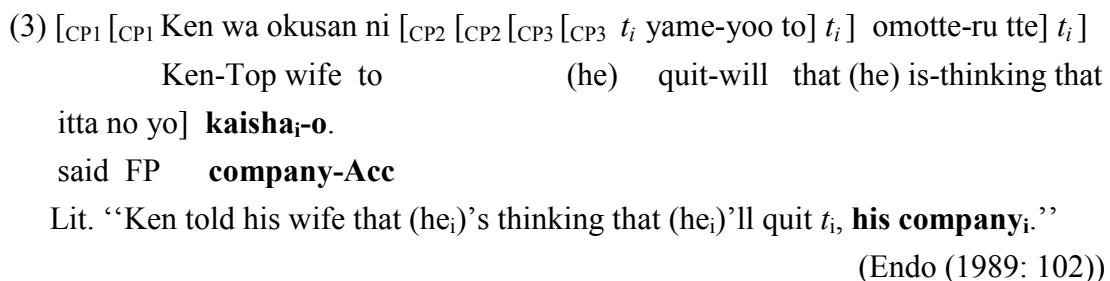 (3) [CP1 [CP1 Ken wa okusan ni [CP2 [CP2 [CP3 [CP3 ti yame-yoo to] ti ] omotte-ru tte] ti ]
Ken-Top wife to (he) quit-will that (he) is-thinking that
itta no yo] kaishai-o.
said FP company-Acc
Lit. ‘‘Ken told his wife that (hei)’s thinking that (hei)’ll quit ti, his companyi.’’
(Endo (1989: 102))